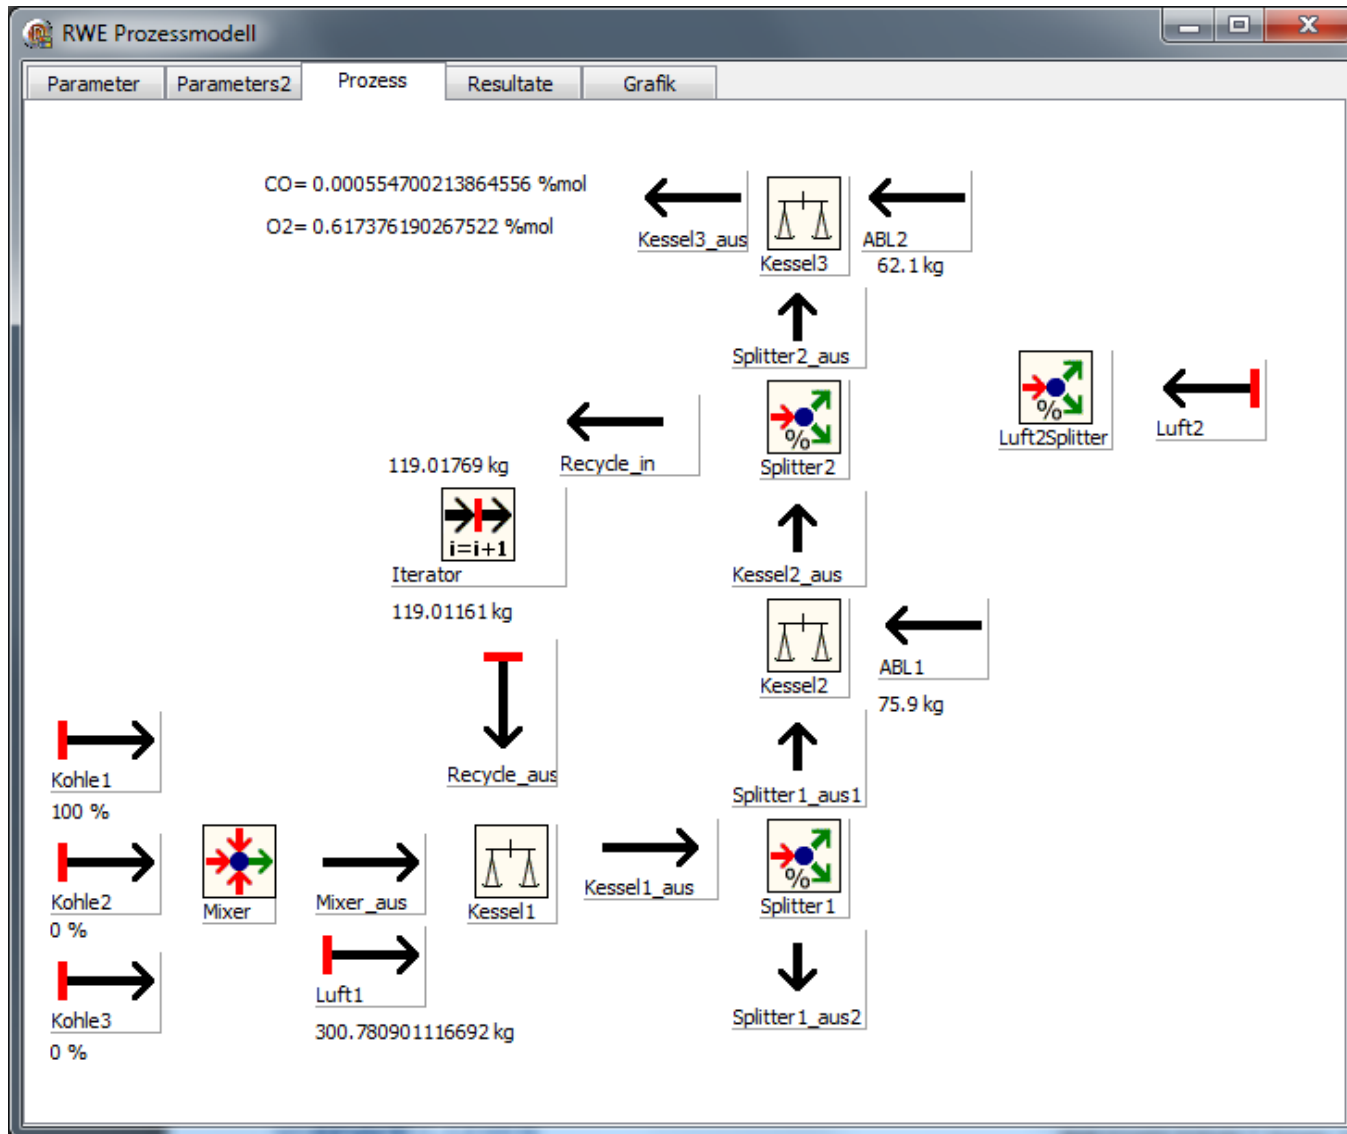 RWE Prozessmodell
Parameter
Parameters2
Prozess
Resultate
Grafik
CO= 0.000554700213864556 %mol
O2= 0.617376190267522 %mol
Kessel3_aus
Kessel3
ABL2
62.1 kg
Splitter2_aus
%
Splitter2
%
Luft2Splitter
Luft2
119.01769 kg
Recycle_in
i=i+1
Iterator
119.01161 kg
Kessel2_aus
Kessel2
ABL1
75.9 kg
Recycle_aus
Splitter1_aus1
Kohle1
100 %
Kohle2
0 %
Mixer
Mixer_aus
Kessel1
Kessel1_aus
%
Splitter1
Luft1
300.780901116692 kg
Kohle3
0 %
Splitter1_aus2